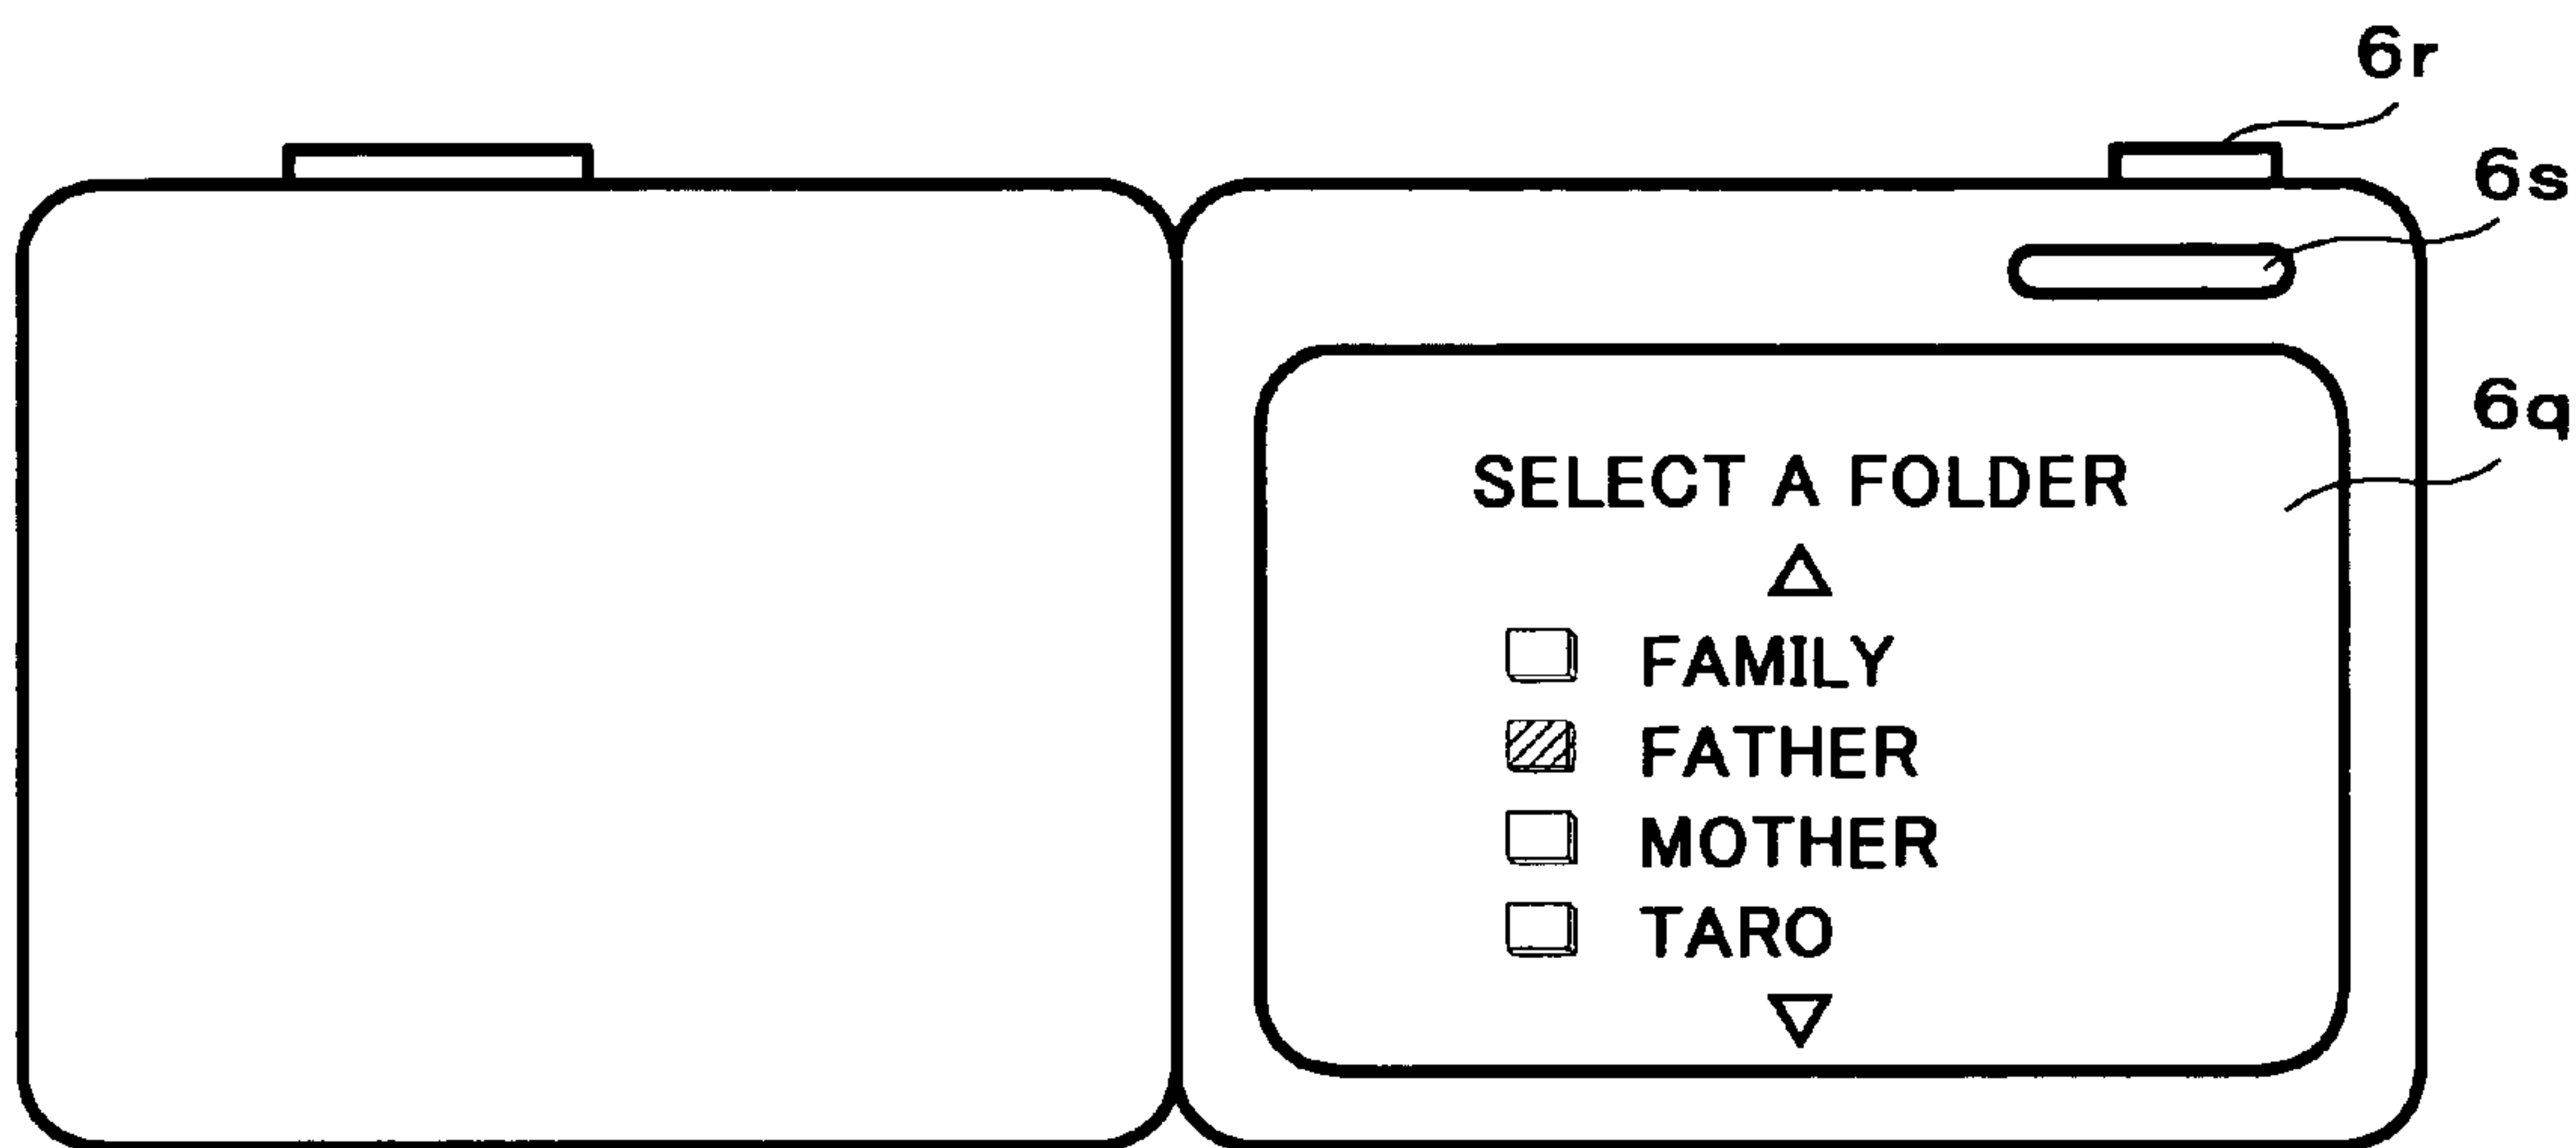 6r
6s
6q
SELECT A FOLDER
△
FAMILY
FATHER
MOTHER
TARO
▽